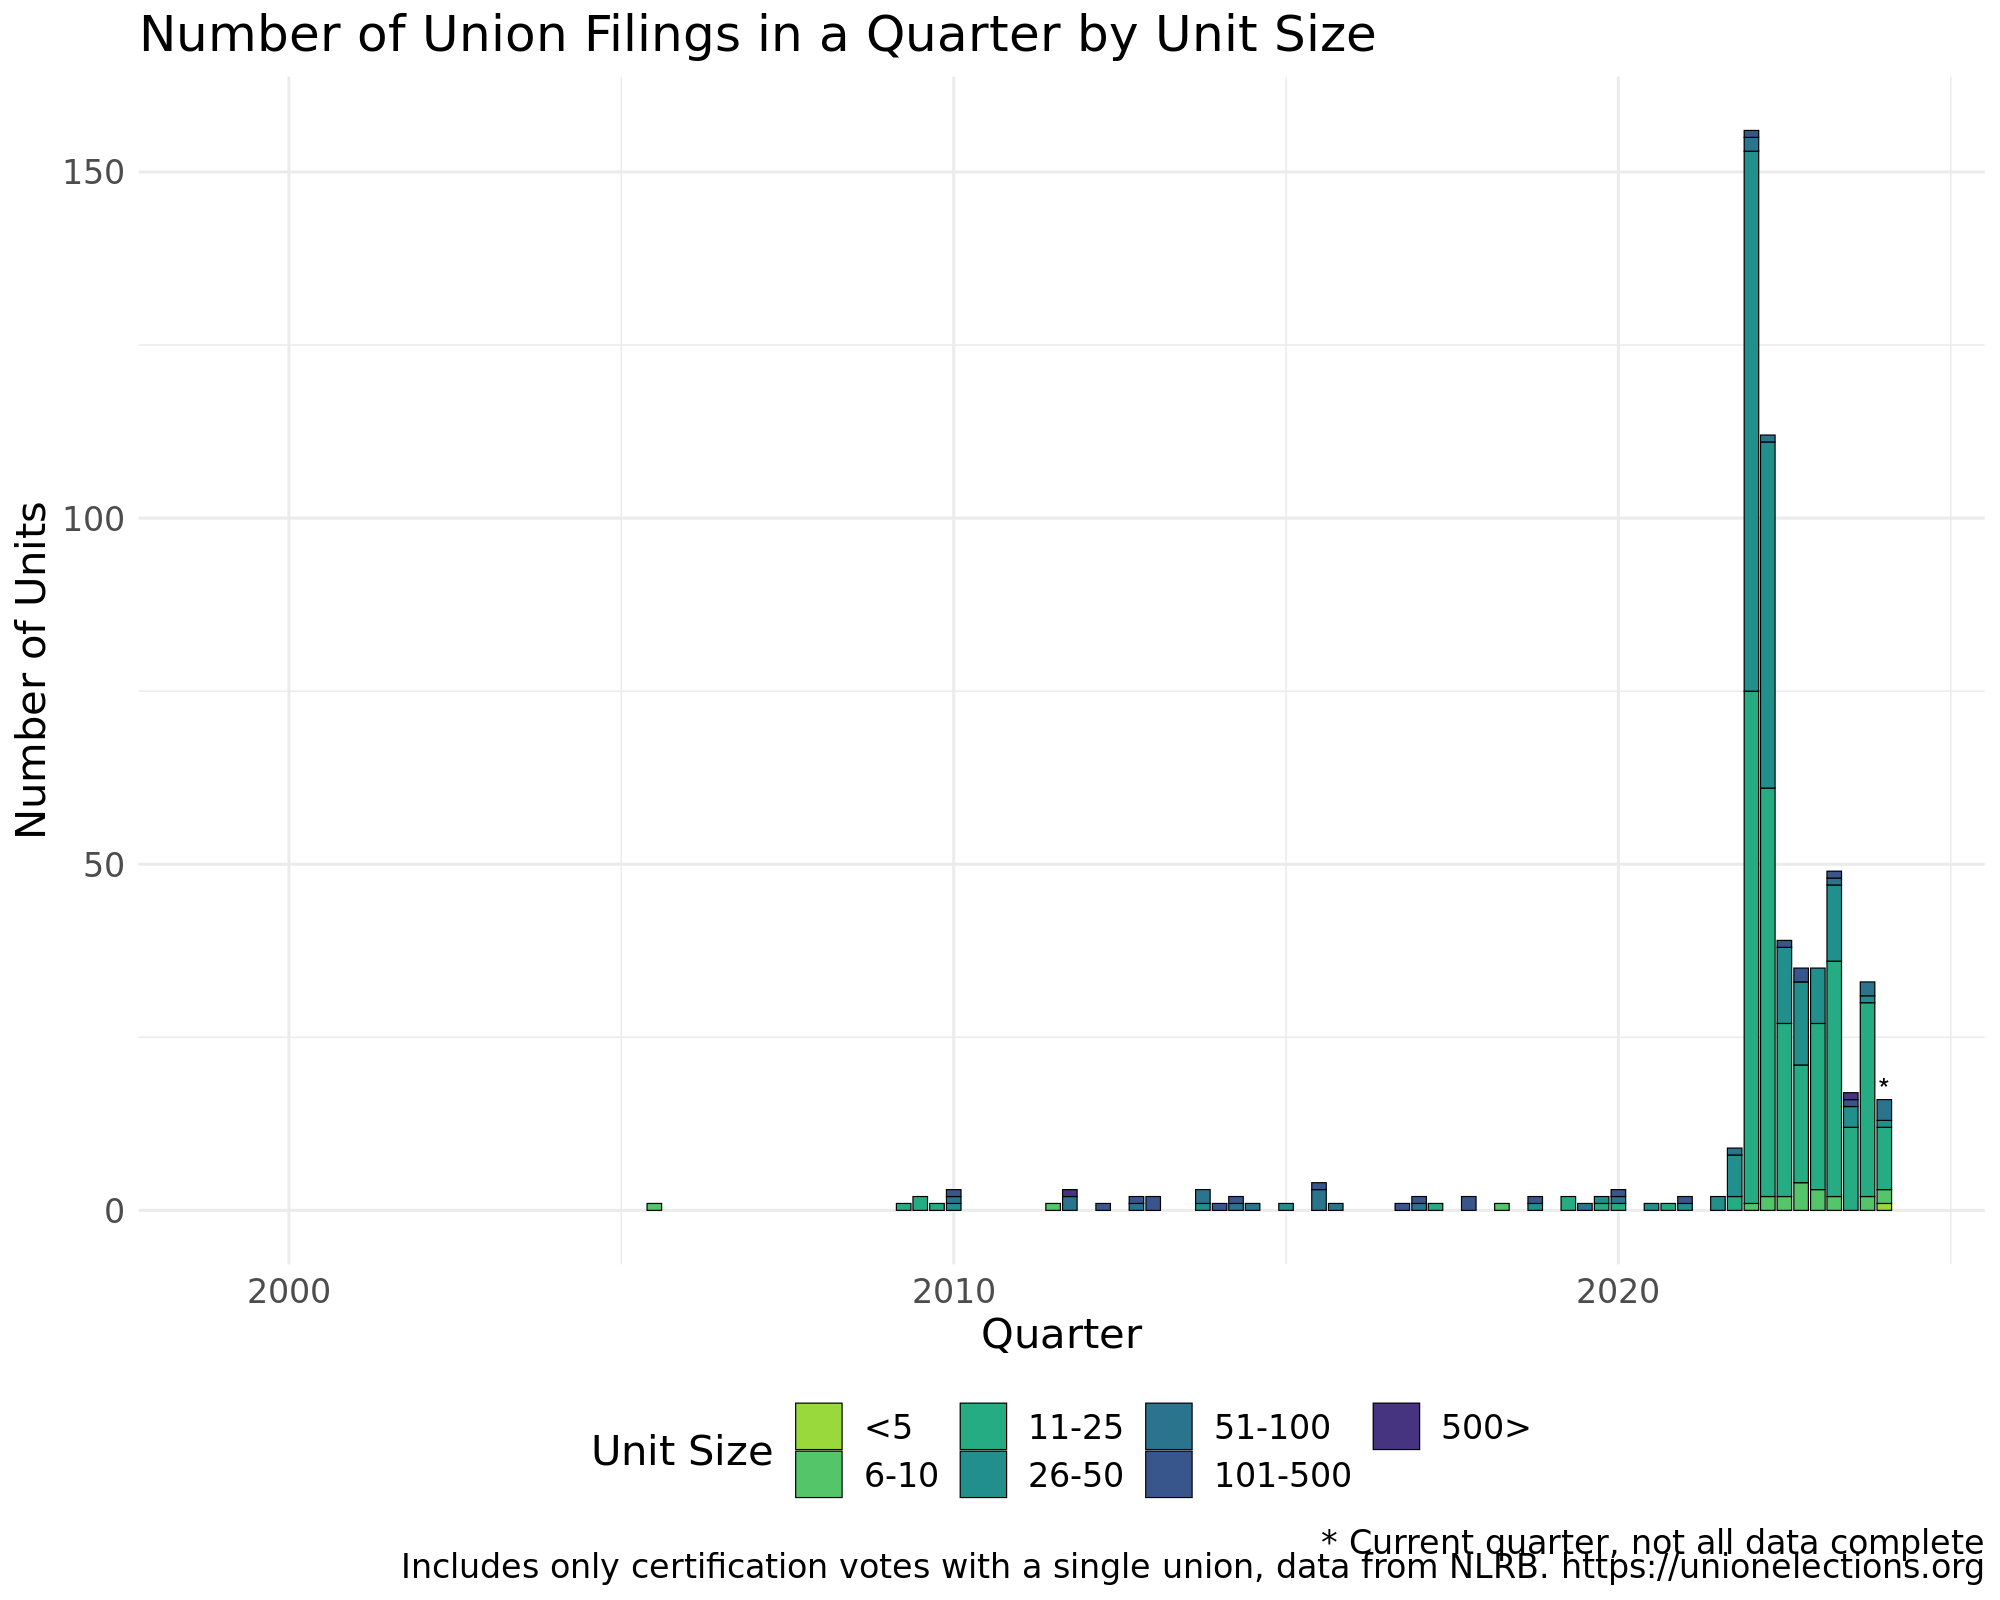 Number of Union Filings in a Quarter by Unit Size
Number of Units
150
100
50
0
*
2000
2010
2020
Quarter
Unit Size
<5
11-25
51-100
500>
6-10
26-50
101-500
* Current quarter, not all data complete
Includes only certification votes with a single union, data from NLRB. https://unionelections.org